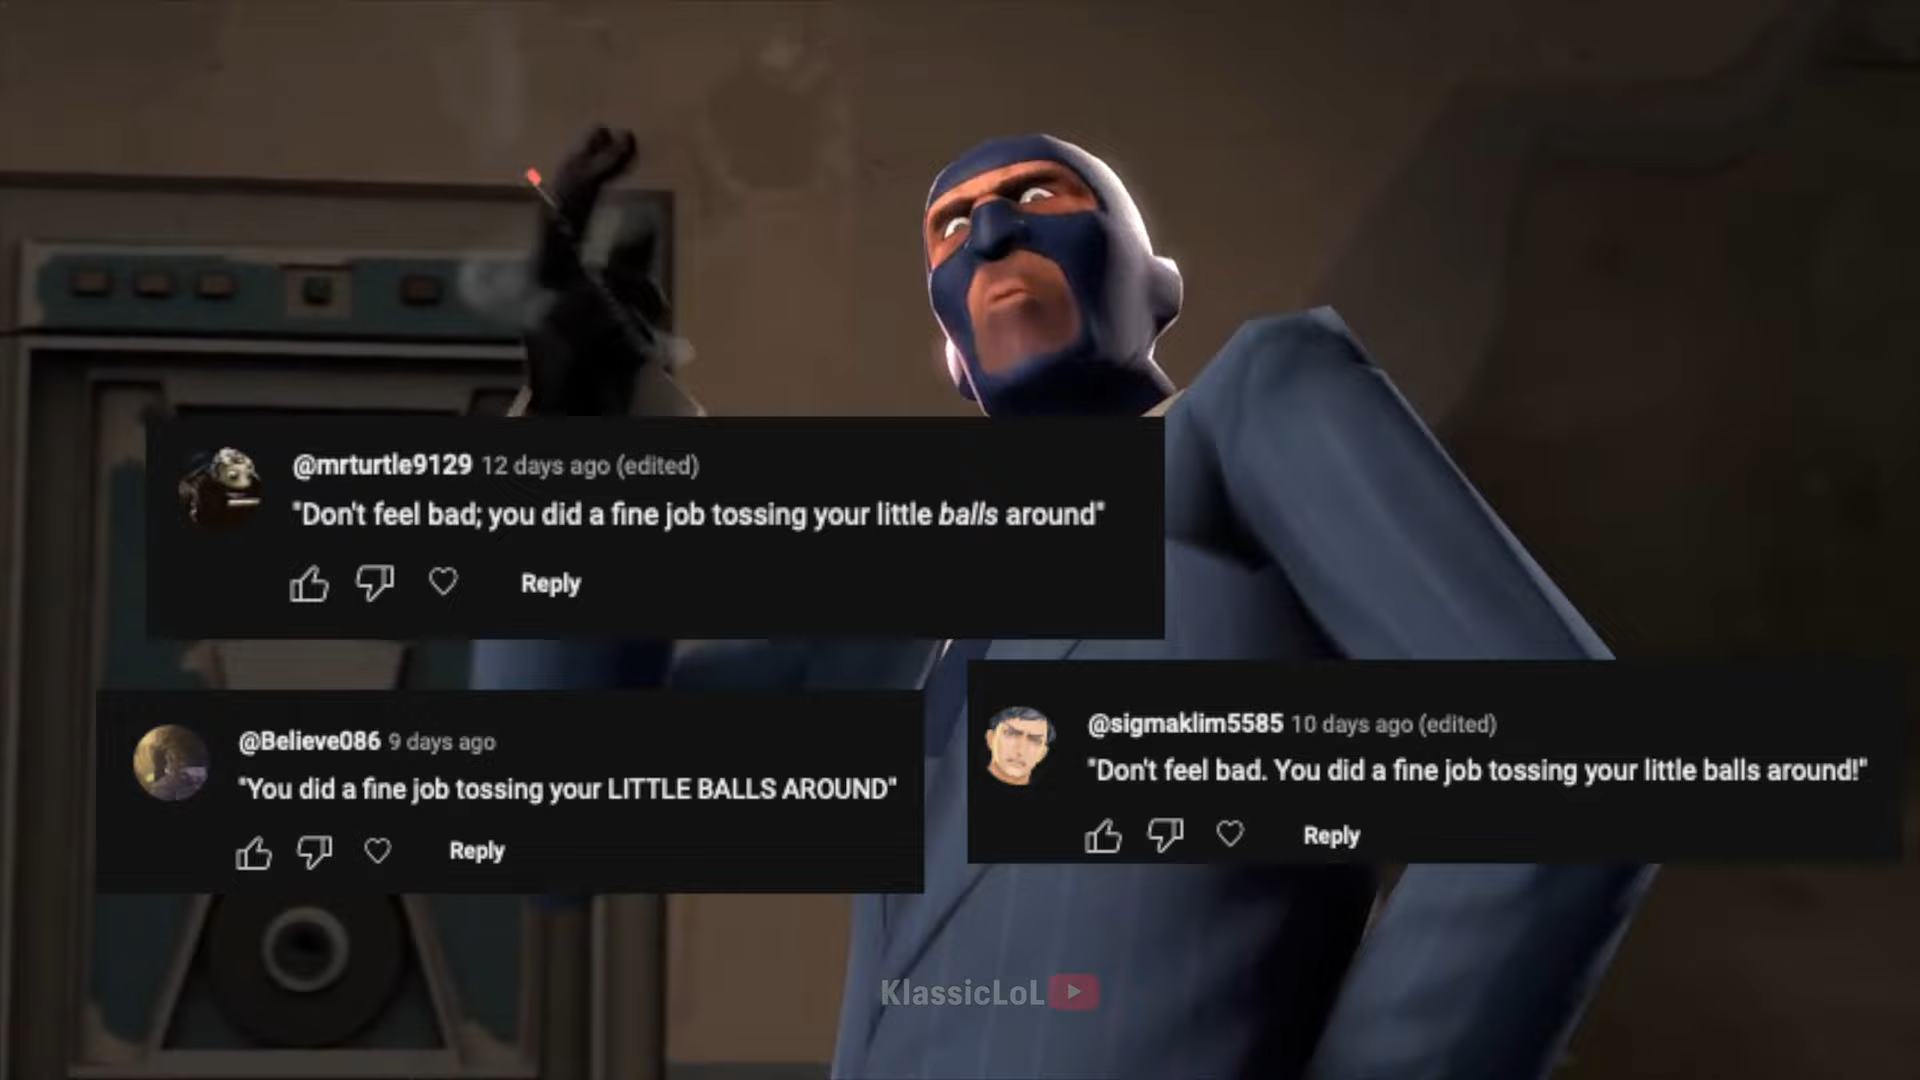 @mrturtle9129 12 days ago (edited)
"Don't feel bad; you did a fine job tossing your little balls around"
Reply
@Believe086 9 days ago
"You did a fine job tossing your LITTLE BALLS AROUND"
Reply
@sigmaklim5585 10 days ago (edited)
"Don't feel bad. You did a fine job tossing your little balls around!"
Reply
KlassicLoL